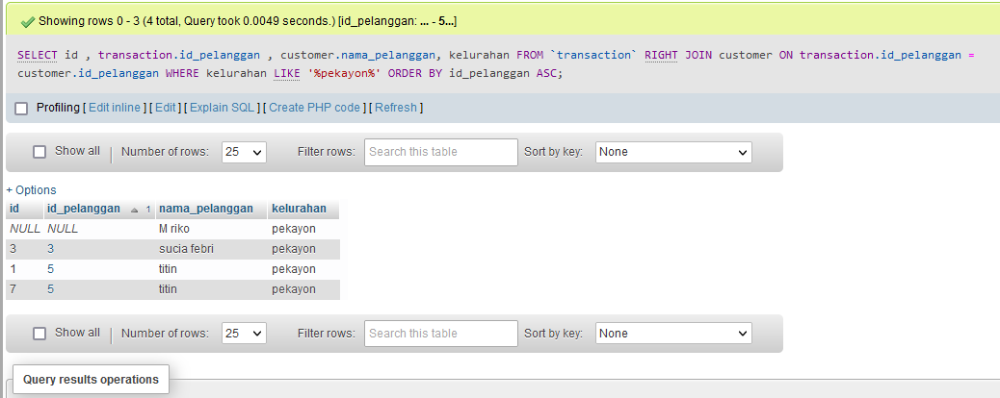 Showing rows 0 - 3 (4 total, Query took 0.0049 seconds.) [id_pelanggan: ... - 5...]
SELECT id , transaction.id_pelanggan , customer.nama_pelanggan, kelurahan FROM `transaction` RIGHT JOIN customer ON transaction.id_pelanggan =
customer.id_pelanggan WHERE kelurahan LIKE '%pekayon%' ORDER BY id_pelanggan ASC;
Profiling [ Edit inline ] [ Edit ] [ Explain SQL ] [ Create PHP code ] [ Refresh ]
Show all | Number of rows: 25 Filter rows: Search this table Sort by key: None
+ Options
id id_pelanggan 1 nama_pelanggan kelurahan
NULL NULL M riko pekayon
3 3 sucia febri pekayon
1 5 titin pekayon
7 5 titin pekayon
Show all | Number of rows: 25 Filter rows: Search this table Sort by key: None
Query results operations